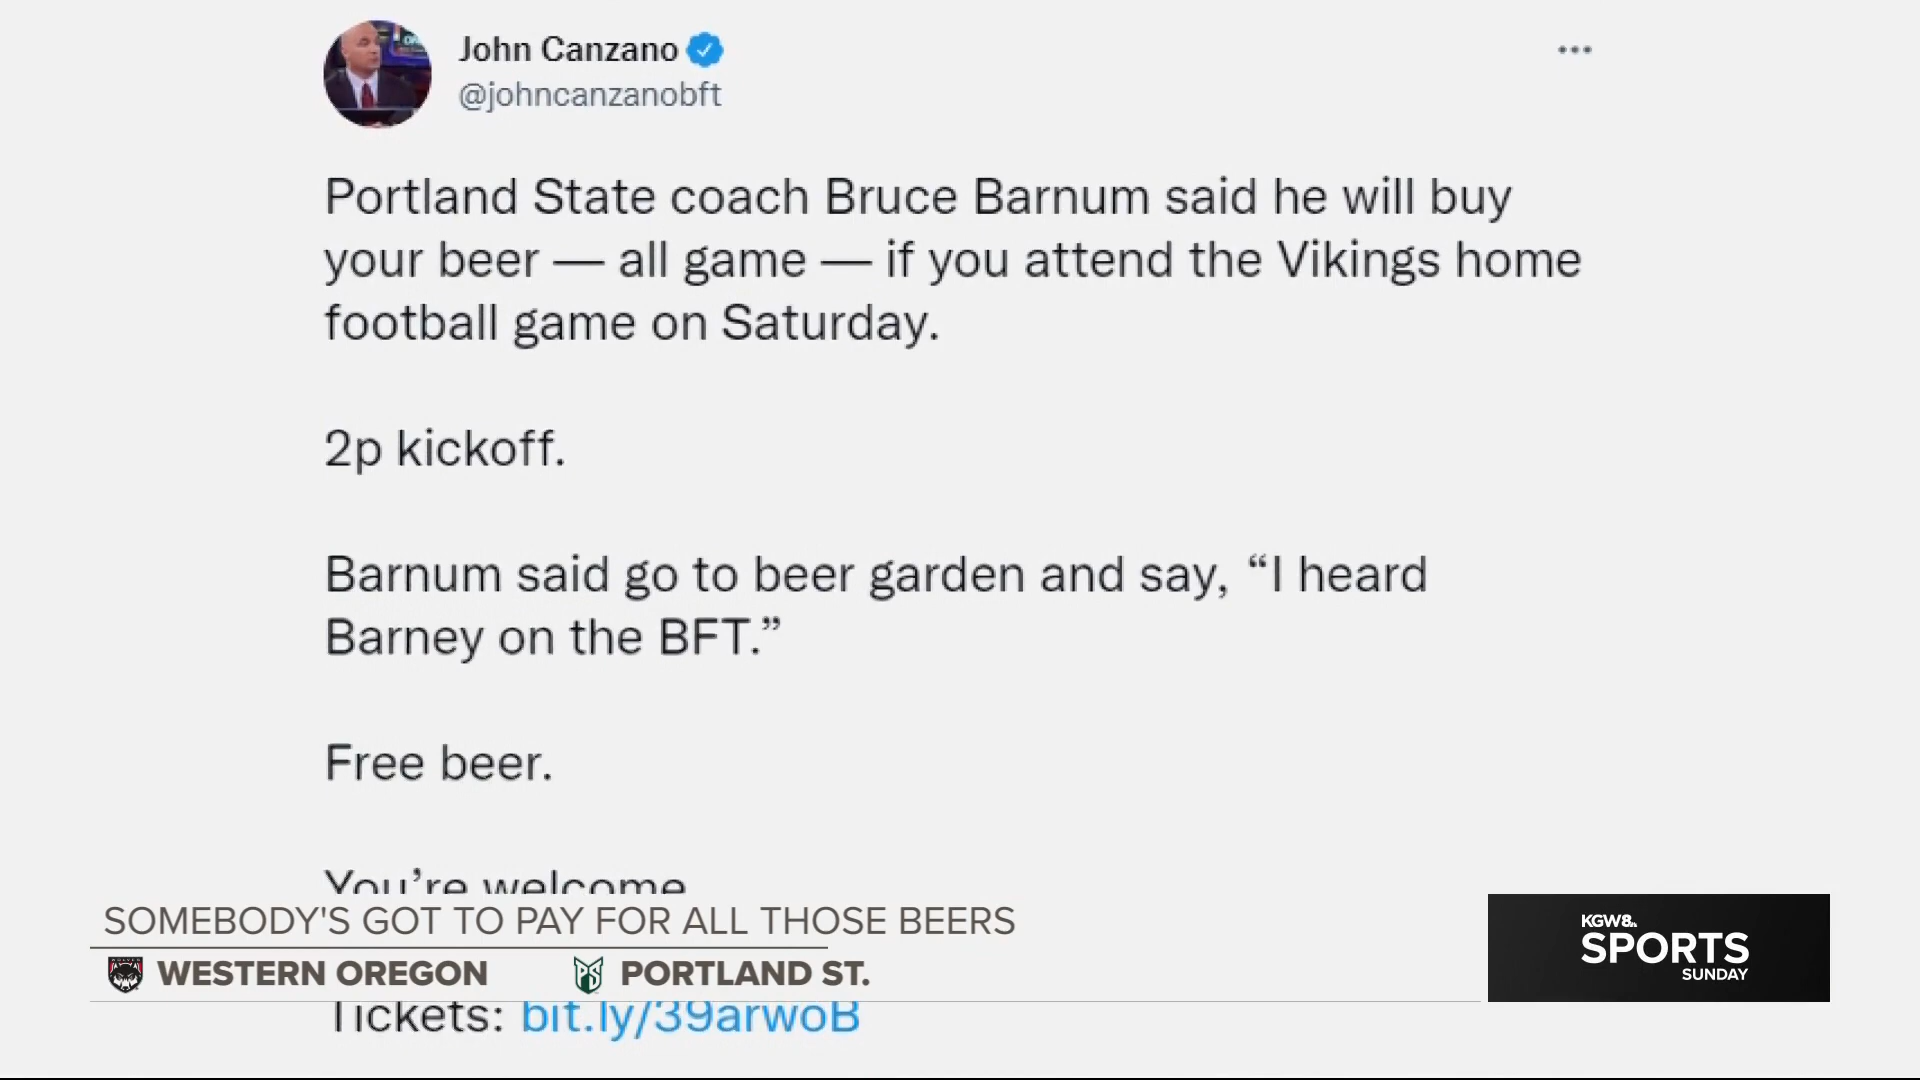 John Canzano
@johncanzanobft
Portland State coach Bruce Barnum said he will buy
your beer — all game — if you attend the Vikings home
football game on Saturday.
2p kickoff.
Barnum said go to beer garden and say, “I heard
Barney on the BFT.”
Free beer.
You’re welcome
SOMEBODY'S GOT TO PAY FOR ALL THOSE BEERS
WESTERN OREGON PORTLAND ST.
KGW8
SPORTS
SUNDAY
Tickets: bit.ly/39arwoB